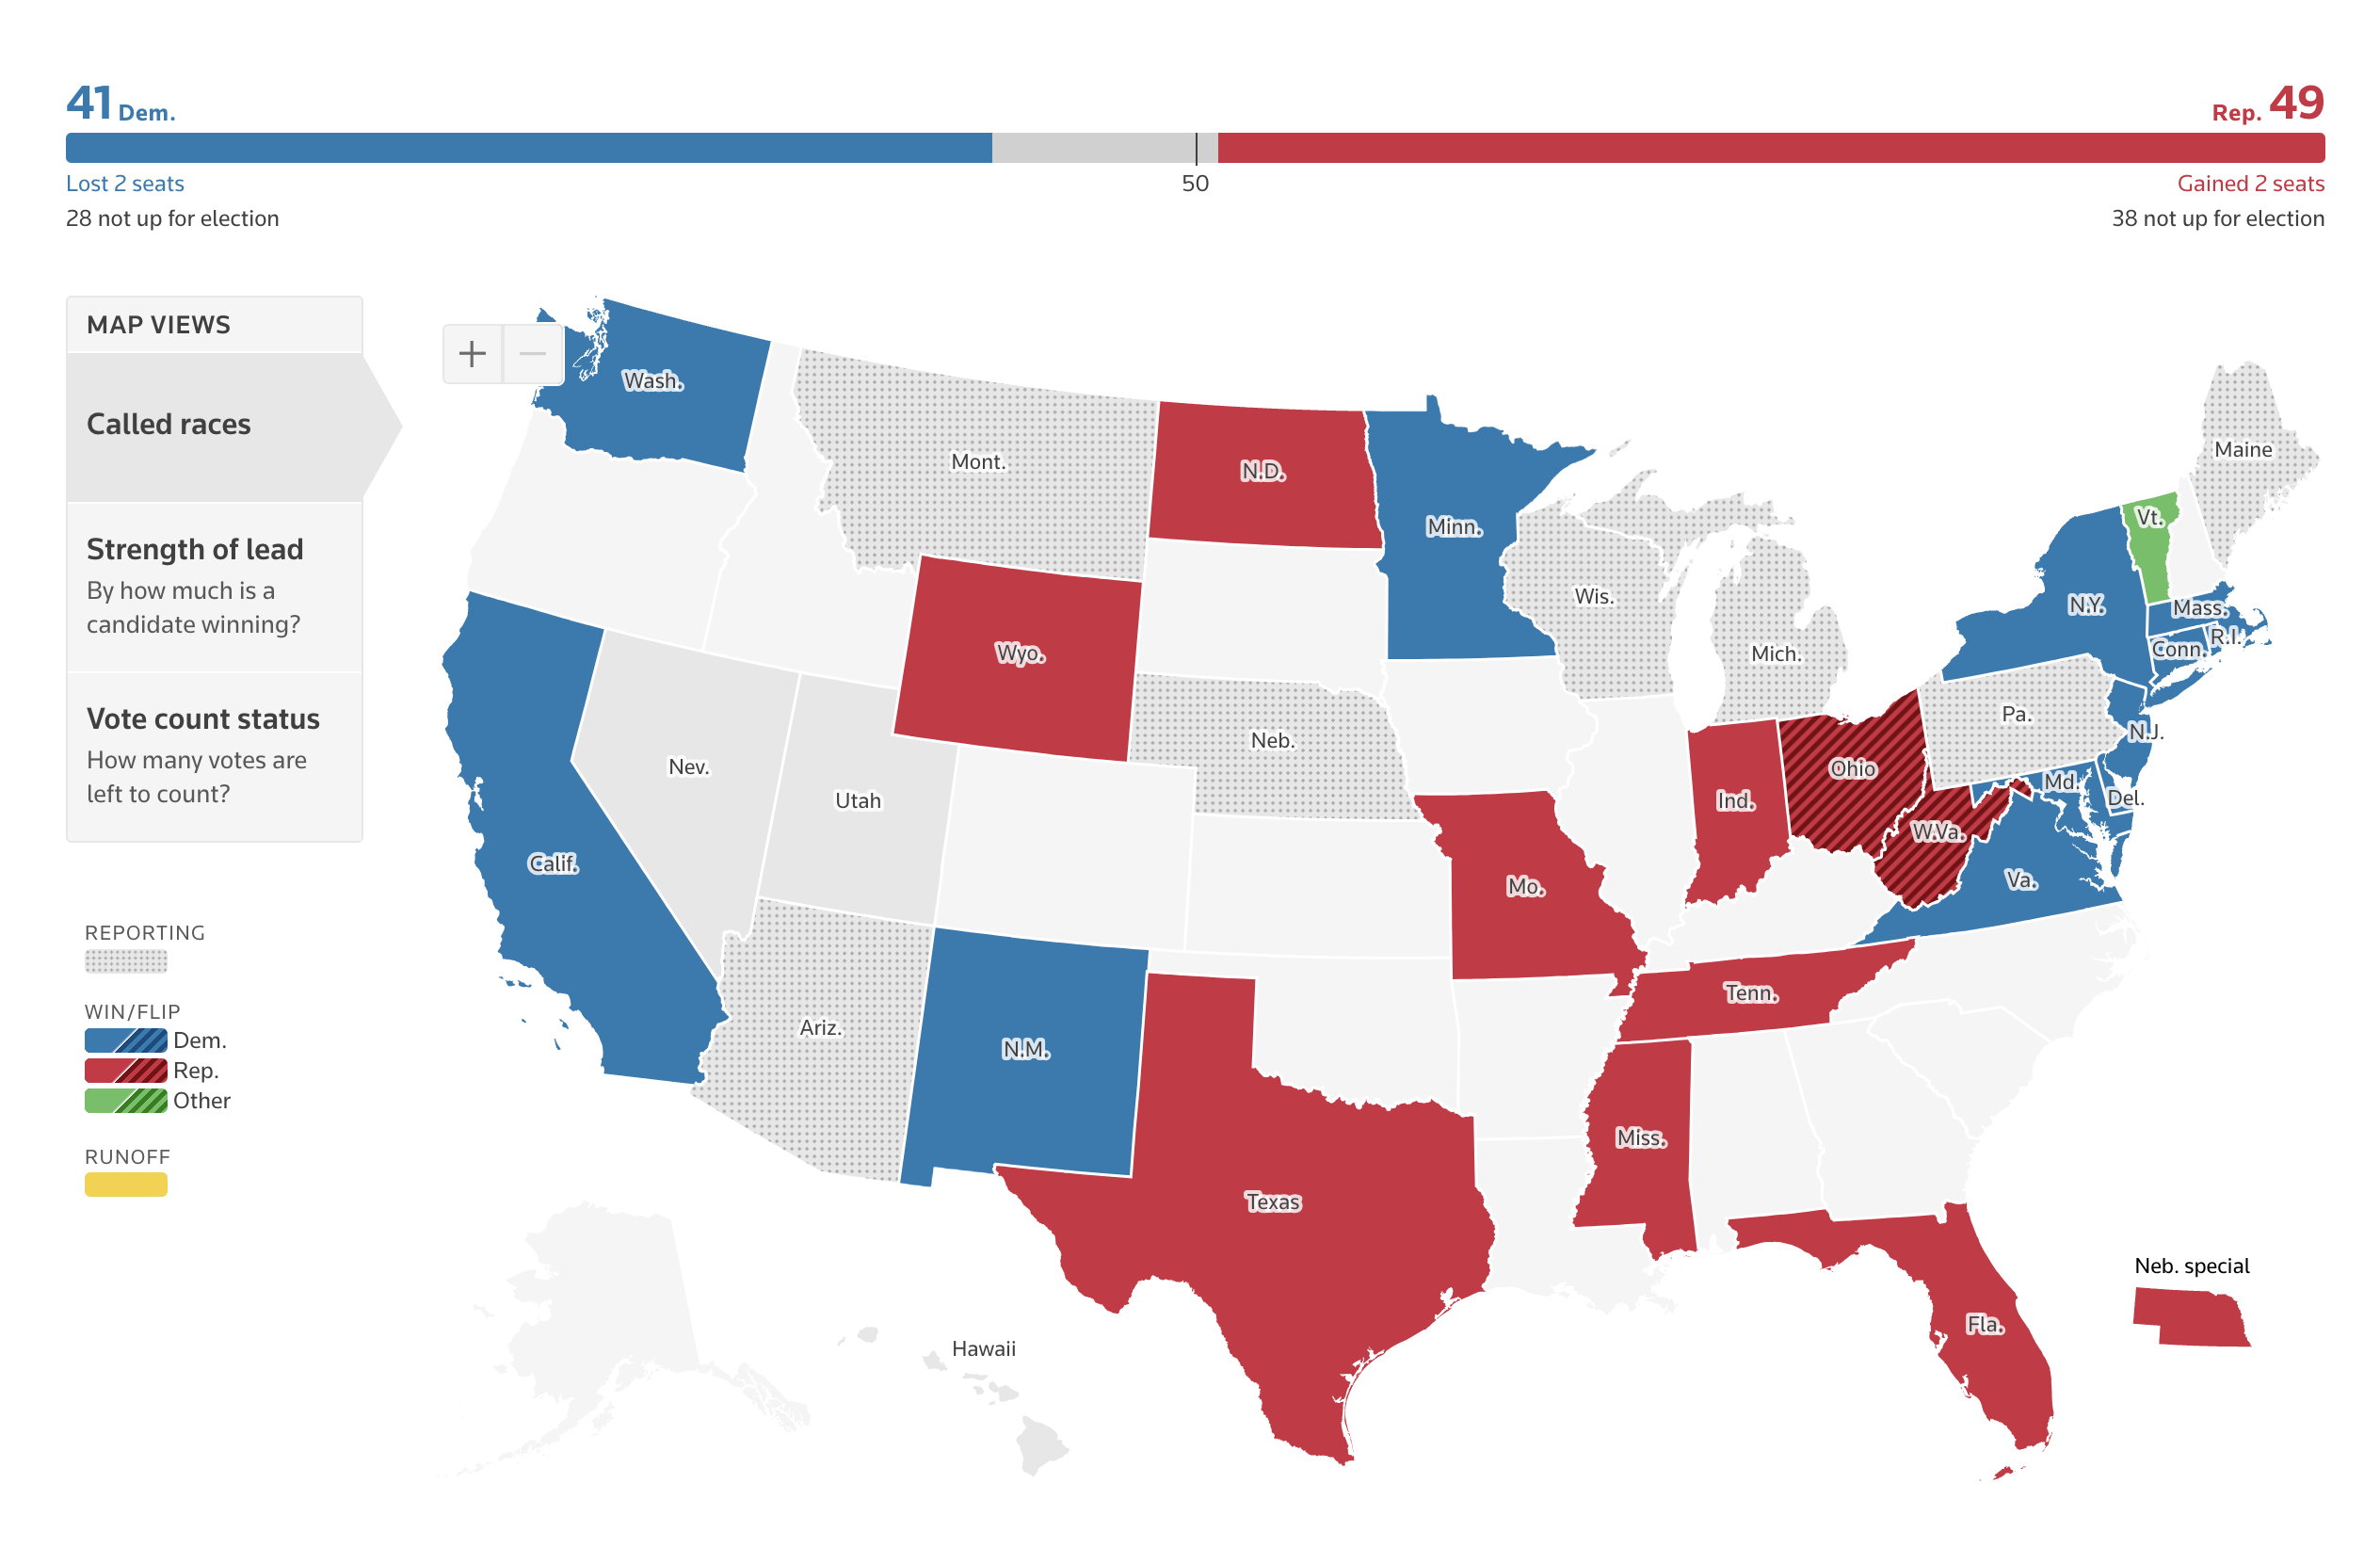 41 Dem.
Rep. 49
Lost 2 seats
50
Gained 2 seats
28 not up for election
38 not up for election
MAP VIEWS
Called races
Strength of lead
By how much is a
candidate winning?
Vote count status
How many votes are
left to count?
REPORTING
WIN/FLIP
Dem.
Rep.
Other
RUNOFF
+
−
Wash.
Mont.
N.D.
Minn.
Maine
Vt.
Wis.
Mich.
N.Y.
Mass.
R.I.
Conn.
Wyo.
Neb.
Pa.
N.J.
Nev.
Utah
Ind.
Ohio
Md.
Del.
W.Va.
Calif.
Mo.
Va.
Tenn.
Ariz.
N.M.
Miss.
Texas
Fla.
Hawaii
Neb. special